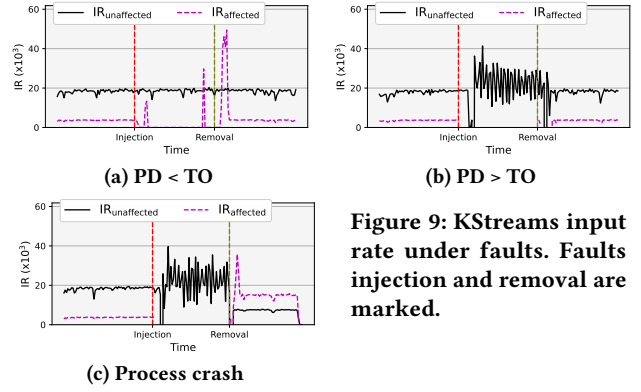 IRunaffected IRaffected
60
40
20
0
IR (x10³)
Injection Removal
Time
(a) PD < TO
IRunaffected IRaffected
60
40
20
0
IR (x10³)
Injection Removal
Time
(b) PD > TO
IRunaffected IRaffected
60
40
20
0
IR (x10³)
Injection Removal
Time
(c) Process crash
Figure 9: KStreams input
rate under faults. Faults
injection and removal are
marked.